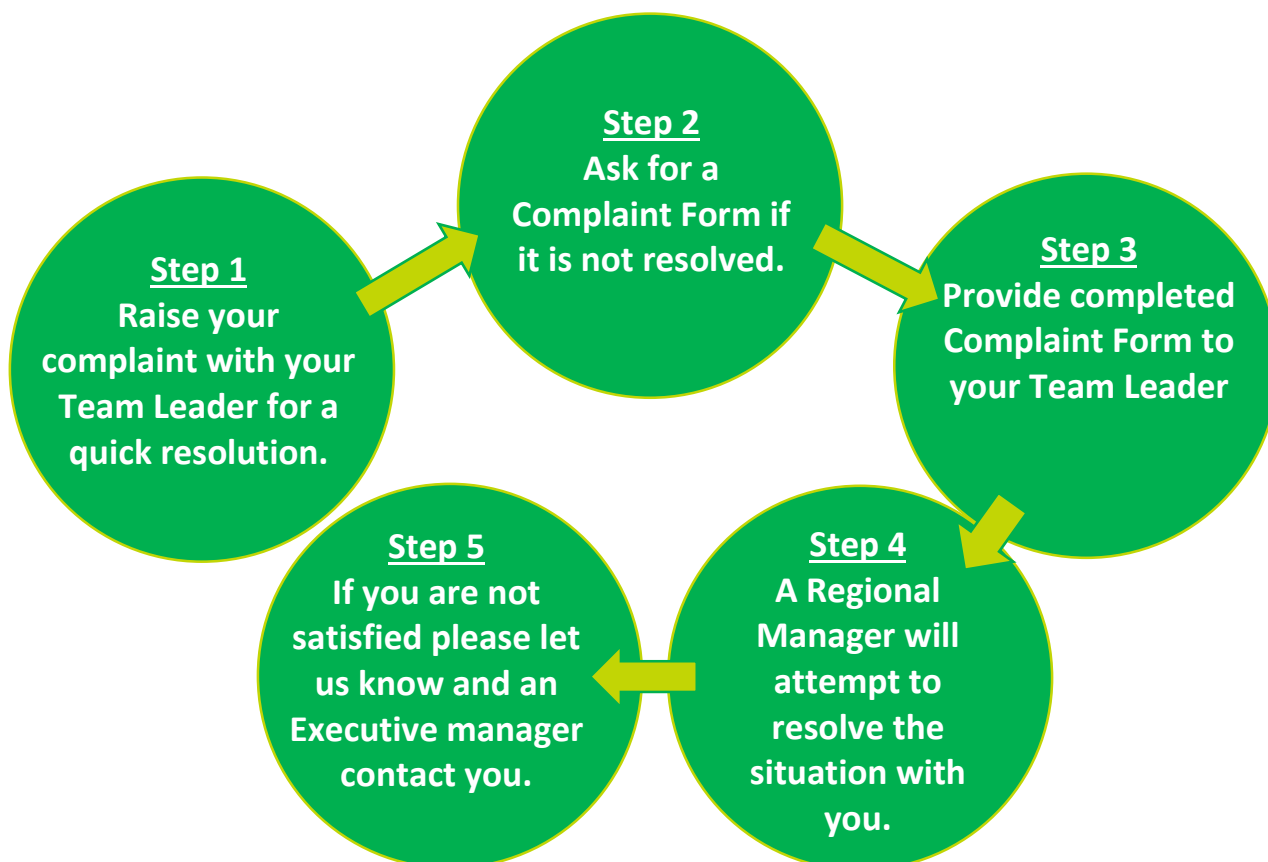 Step 1
Raise your
complaint with your
Team Leader for a
quick resolution.
Step 2
Ask for a
Complaint Form if
it is not resolved.
Step 3
Provide completed
Complaint Form to
your Team Leader
Step 4
A Regional
Manager will
attempt to
resolve the
situation with
you.
Step 5
If you are not
satisfied please let
us know and an
Executive manager
contact you.